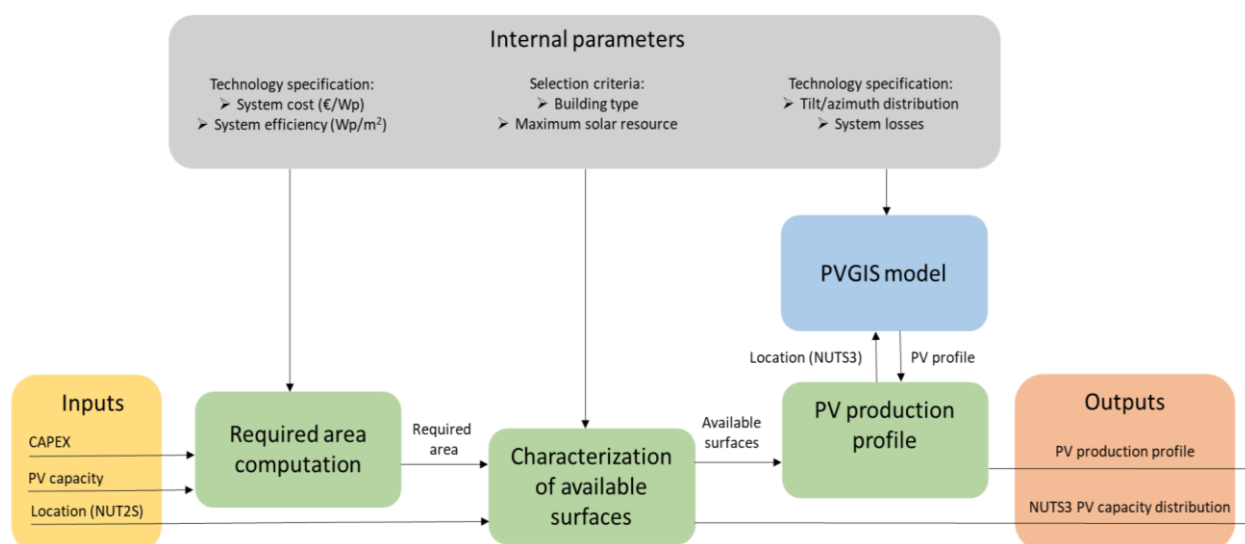 Internal parameters
Technology specification:
➢ System cost (€/Wp)
➢ System efficiency (Wp/m²)
Selection criteria:
➢ Building type
➢ Maximum solar resource
Technology specification:
➢ Tilt/azimuth distribution
➢ System losses
PVGIS model
Location (NUTS3)
PV profile
Inputs
CAPEX
PV capacity
Location (NUT2S)
Required area
computation
Required
area
Characterization
of available
surfaces
Available
surfaces
PV production
profile
Outputs
PV production profile
NUTS3 PV capacity distribution